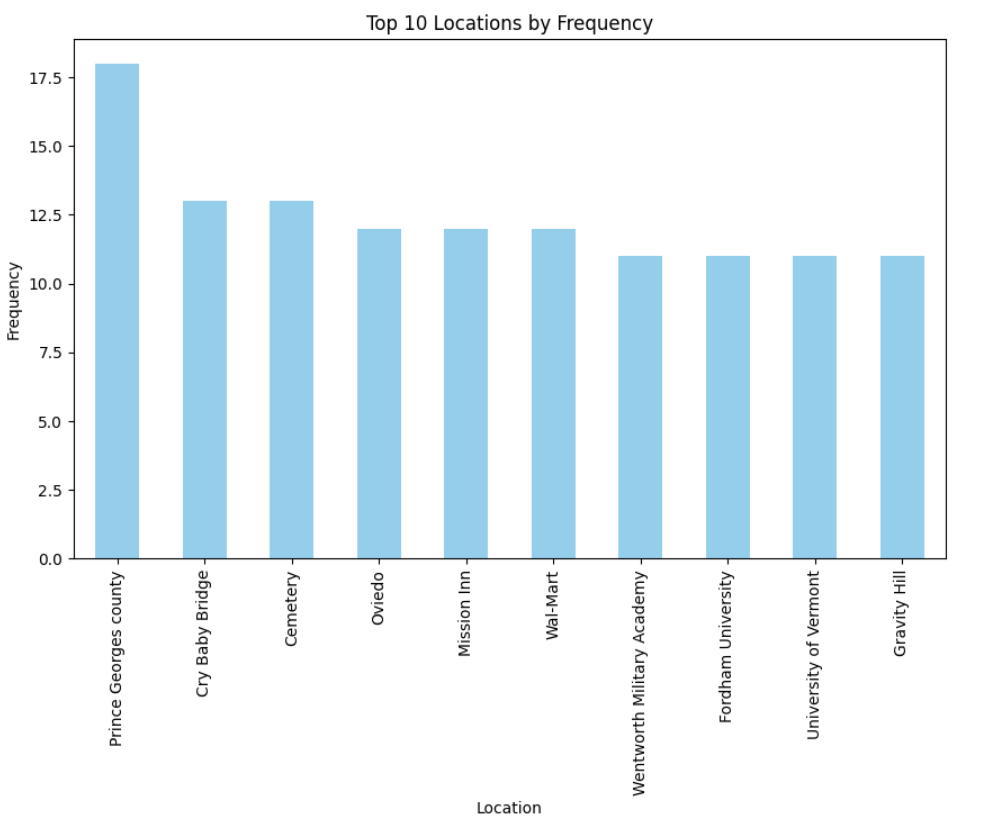 Top 10 Locations by Frequency
Frequency
17.5
15.0
12.5
10.0
7.5
5.0
2.5
0.0
Prince Georges county
Cry Baby Bridge
Cemetery
Oviedo
Mission Inn
Wal-Mart
Wentworth Military Academy
Fordham University
University of Vermont
Gravity Hill
Location